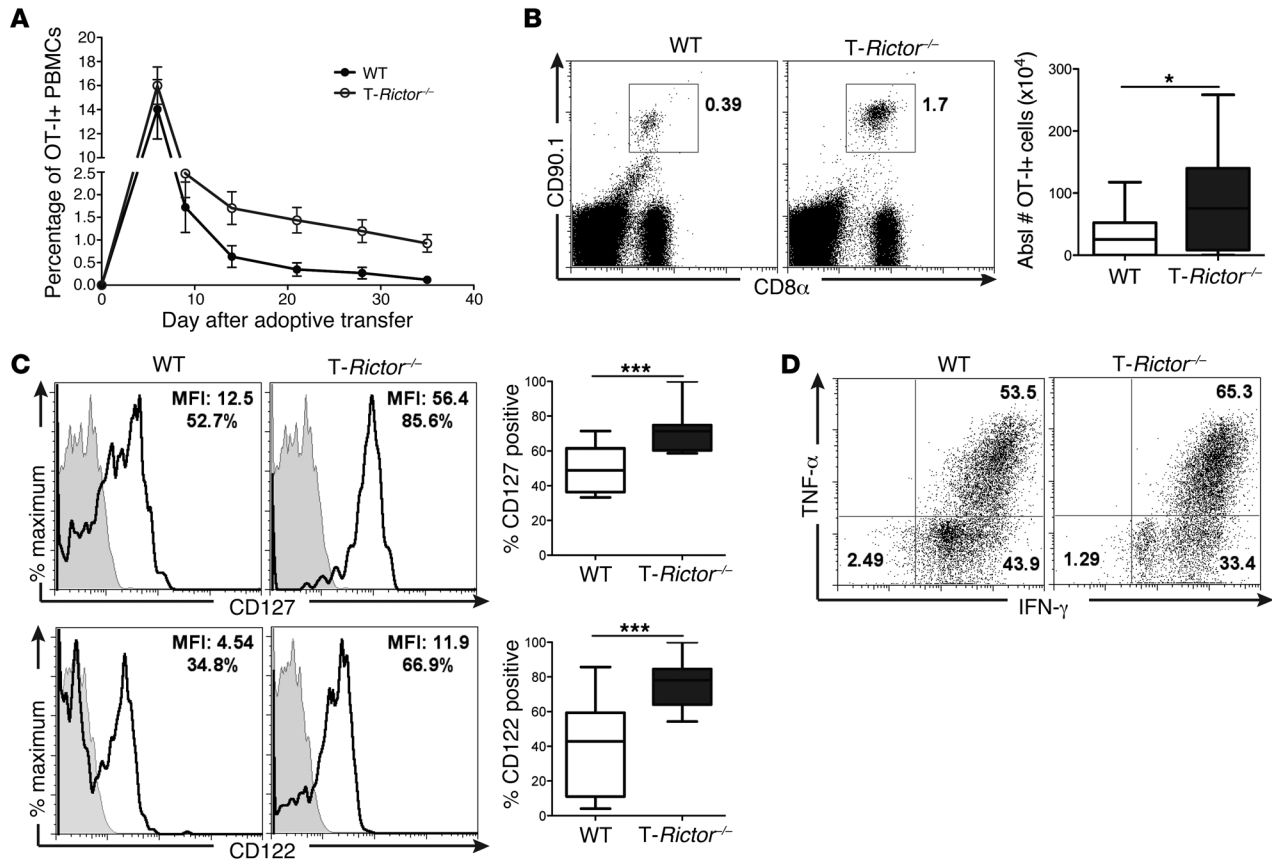 A
Percentage of OT-I+ PBMCs
20
18
16
14
12
10
2.5
2.0
1.5
1.0
0.5
0.0
0
10
20
30
40
Day after adoptive transfer
WT
T-Rictor–/–
B
WT
T-Rictor–/–
0.39
1.7
CD90.1
CD8α
Absl # OT-I+ cells (x10⁴)
300
200
100
0
*
WT
T-Rictor–/–
C
WT
T-Rictor–/–
MFI: 12.5
52.7%
MFI: 56.4
85.6%
% maximum
CD127
% CD127 positive
100
80
60
40
20
0
***
WT
T-Rictor–/–
MFI: 4.54
34.8%
MFI: 11.9
66.9%
% maximum
CD122
% CD122 positive
100
80
60
40
20
0
***
WT
T-Rictor–/–
D
WT
T-Rictor–/–
53.5
65.3
2.49
43.9
1.29
33.4
TNF-α
IFN-γ